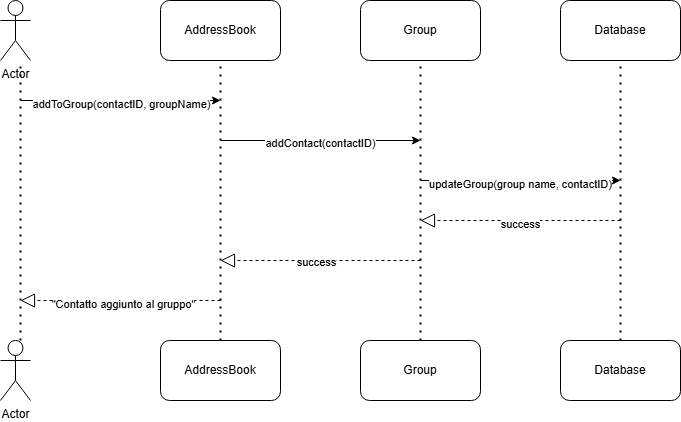 AddressBook
Group
Database
Actor
addToGroup(contactID, groupName)
addContact(contactID)
updateGroup(group name, contactID)
success
success
"Contatto aggiunto al gruppo"
AddressBook
Group
Database
Actor